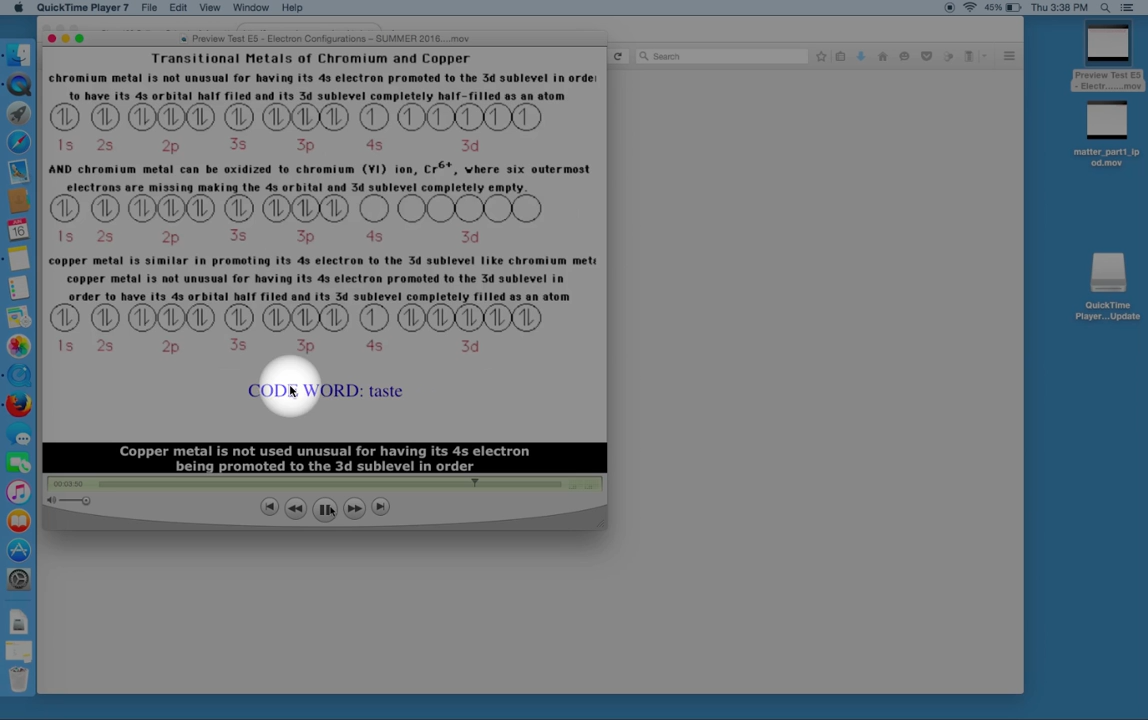 QuickTime Player 7 File Edit View Window Help
45% Thu 3:38 PM
Preview Test E5 - Electron Configurations – SUMMER 2016....mov
Search
Transitional Metals of Chromium and Copper
chromium metal is not unusual for having its 4s electron promoted to the 3d sublevel in orde
to have its 4s orbital half filed and its 3d sublevel completely half-filled as an atom
1s 2s 2p 3s 3p 4s 3d
AND chromium metal can be oxidized to chromium (VI) ion, Cr6+, where six outermost
electrons are missing making the 4s orbital and 3d sublevel completely empty.
1s 2s 2p 3s 3p 4s 3d
copper metal is similar in promoting its 4s electron to the 3d sublevel like chromium meta
copper metal is not unusual for having its 4s electron promoted to the 3d sublevel in
order to have its 4s orbital half filed and its 3d sublevel completely filled as an atom
1s 2s 2p 3s 3p 4s 3d
CODE WORD: taste
Copper metal is not used unusual for having its 4s electron
being promoted to the 3d sublevel in order
00:03:50
Preview Test E5
- Electr......mov
matter_part1_ip
od.mov
QuickTime
Player...Update
JUN
16